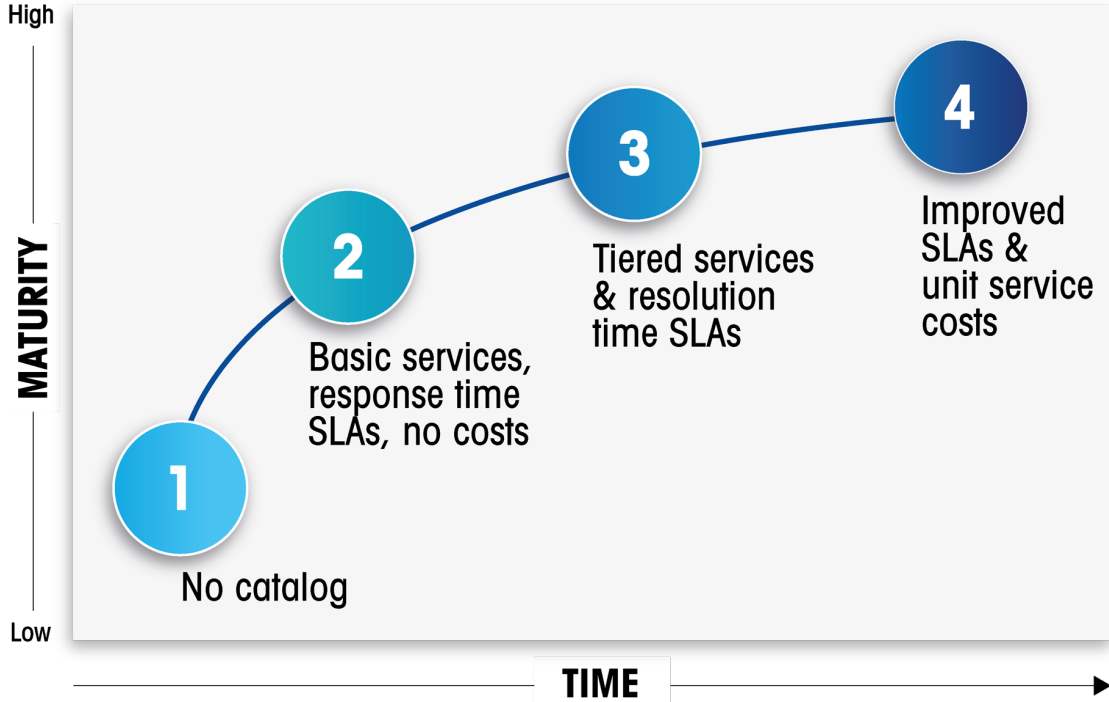 High
MATURITY
Low
1
No catalog
2
Basic services,
response time
SLAs, no costs
3
Tiered services
& resolution
time SLAs
4
Improved
SLAs &
unit service
costs
TIME